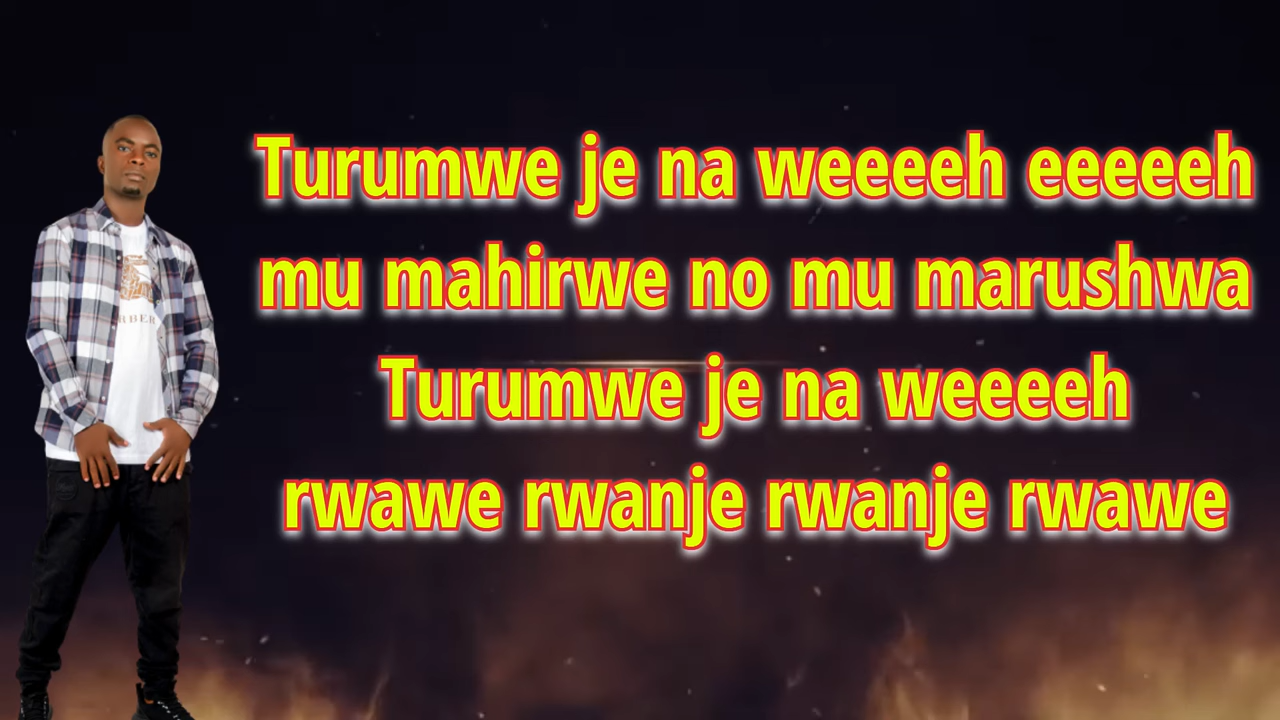 Turumwe je na weeeeh eeeeeh
mu mahirwe no mu marushwa
Turumwe je na weeeeh
rwawe rwanje rwanje rwawe